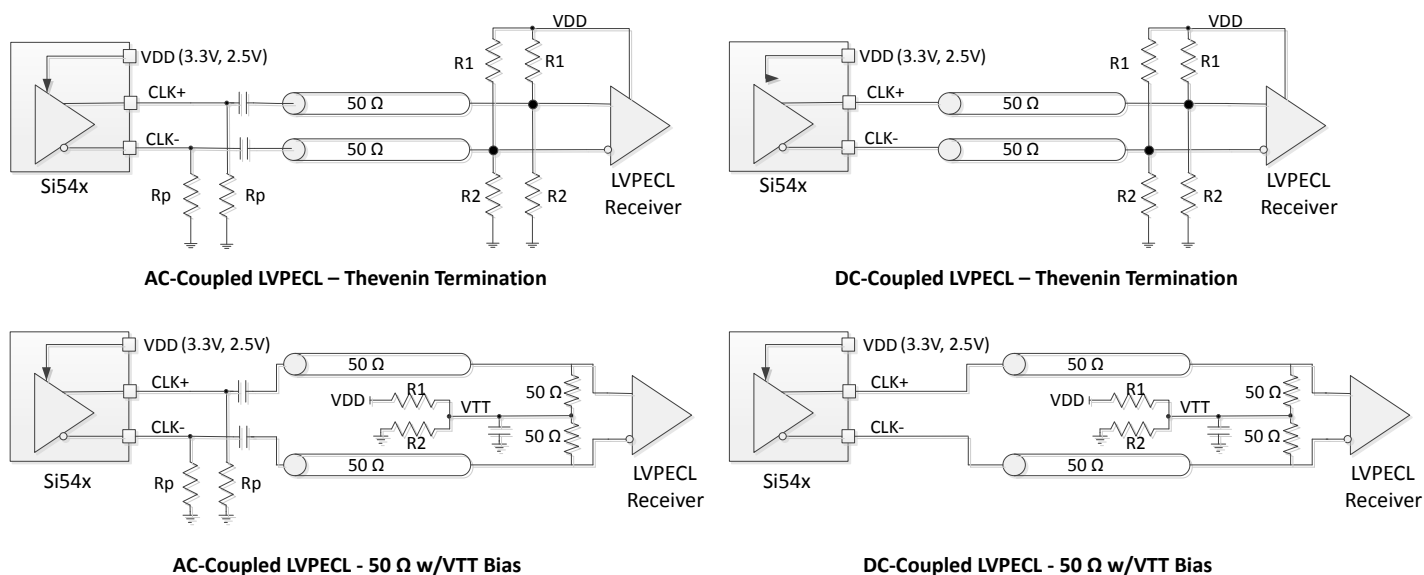 VDD
VDD (3.3V, 2.5V)
R1
R1
CLK+
50 Ω
CLK-
50 Ω
Si54x
Rp
Rp
R2
R2
LVPECL
Receiver
AC-Coupled LVPECL – Thevenin Termination
VDD
VDD (3.3V, 2.5V)
R1
R1
CLK+
50 Ω
CLK-
50 Ω
Si54x
R2
R2
LVPECL
Receiver
DC-Coupled LVPECL – Thevenin Termination
VDD (3.3V, 2.5V)
50 Ω
CLK+
R1
VDD
VTT
50 Ω
CLK-
R2
50 Ω
50 Ω
Si54x
Rp
Rp
LVPECL
Receiver
AC-Coupled LVPECL - 50 Ω w/VTT Bias
VDD (3.3V, 2.5V)
50 Ω
CLK+
R1
VDD
VTT
50 Ω
CLK-
R2
50 Ω
50 Ω
Si54x
LVPECL
Receiver
DC-Coupled LVPECL - 50 Ω w/VTT Bias